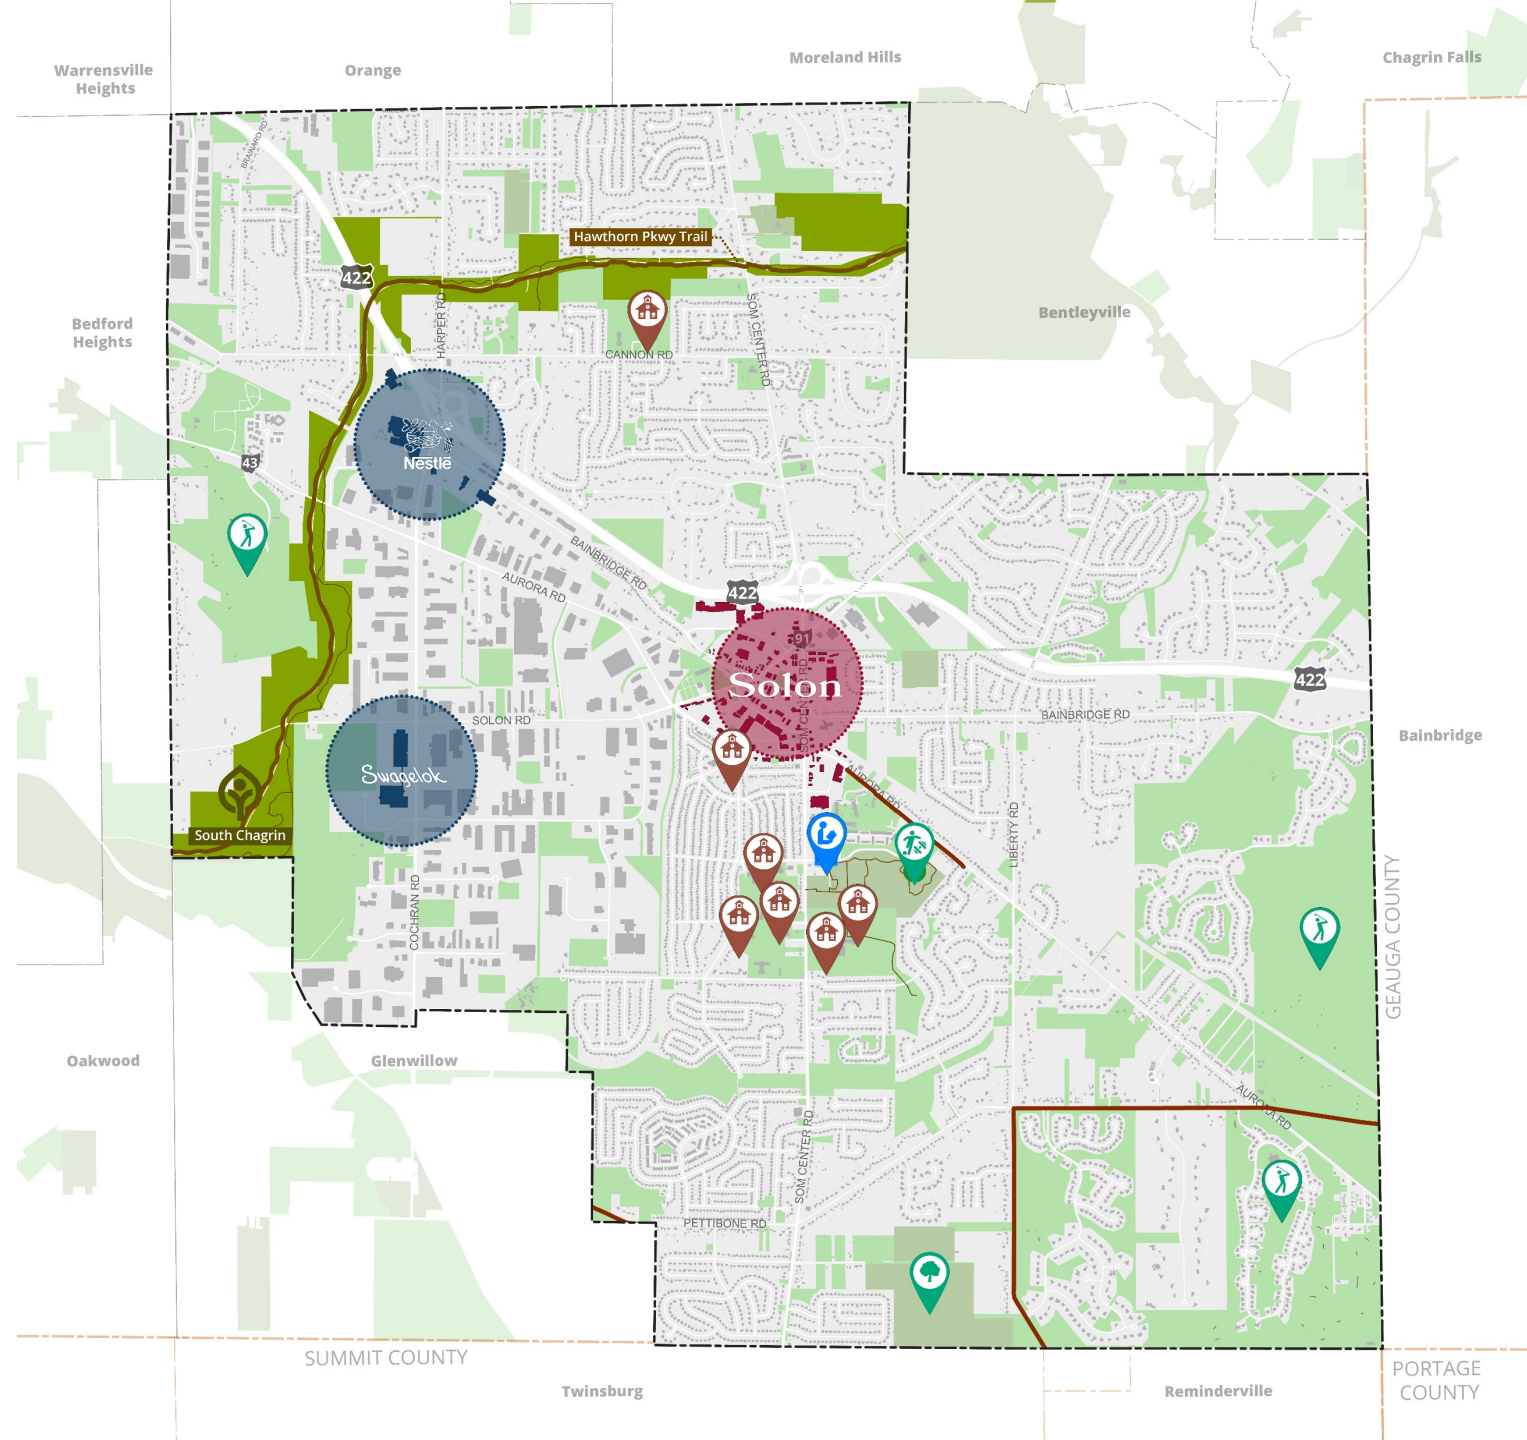 Moreland Hills
Chagrin Falls
Warrensville
Heights
Orange
BRAINARD RD
Hawthorn Pkwy Trail
422
HARPER RD
SOM CENTER RD
Bentleyville
Bedford
Heights
CANNON RD
43
Nestlé
BAINBRIDGE RD
AURORA RD
422
91
Solon
SOM CENTER RD
422
SOLON RD
BAINBRIDGE RD
Bainbridge
Swagelok
AURORA RD
LIBERTY RD
South Chagrin
COCHRAN RD
GEAUGA COUNTY
Oakwood
Glenwillow
AURORA RD
SOM CENTER RD
PETTIBONE RD
SUMMIT COUNTY
PORTAGE
COUNTY
Twinsburg
Reminderville